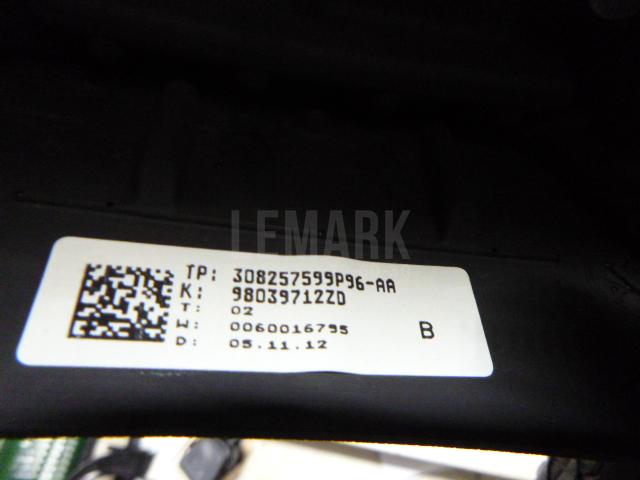 LEMARK
TP: 308257599P96-AA
K: 98039712ZD
T: 02
W: 0060016795 B
D: 05.11.12